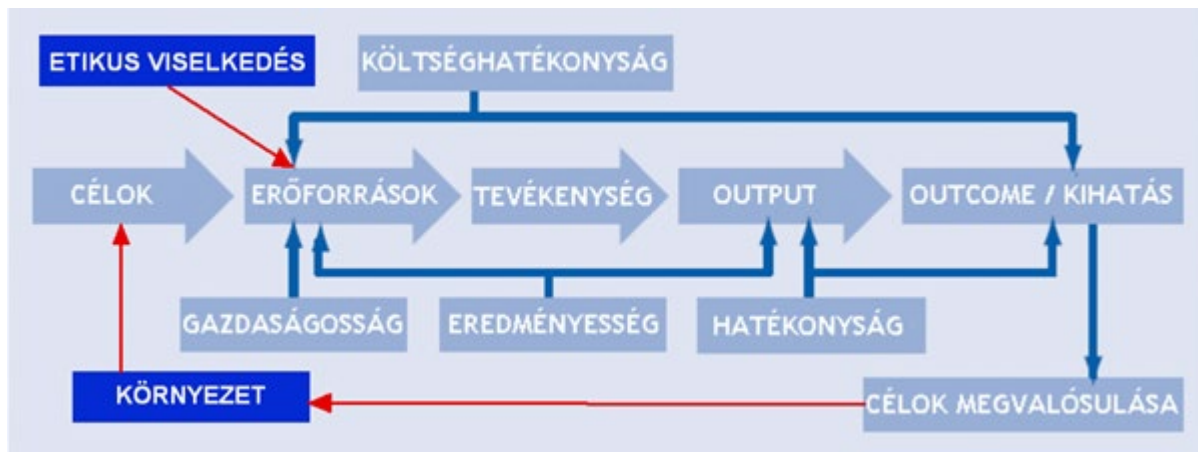 ETIKUS VISELKEDÉS
KÖLTSÉGHATÉKONYSÁG
CÉLOK
ERŐFORRÁSOK
TEVÉKENYSÉG
OUTPUT
OUTCOME / KIHATÁS
GAZDASÁGOSSÁG
EREDMÉNYESSÉG
HATÉKONYSÁG
KÖRNYEZET
CÉLOK MEGVALÓSULÁSA